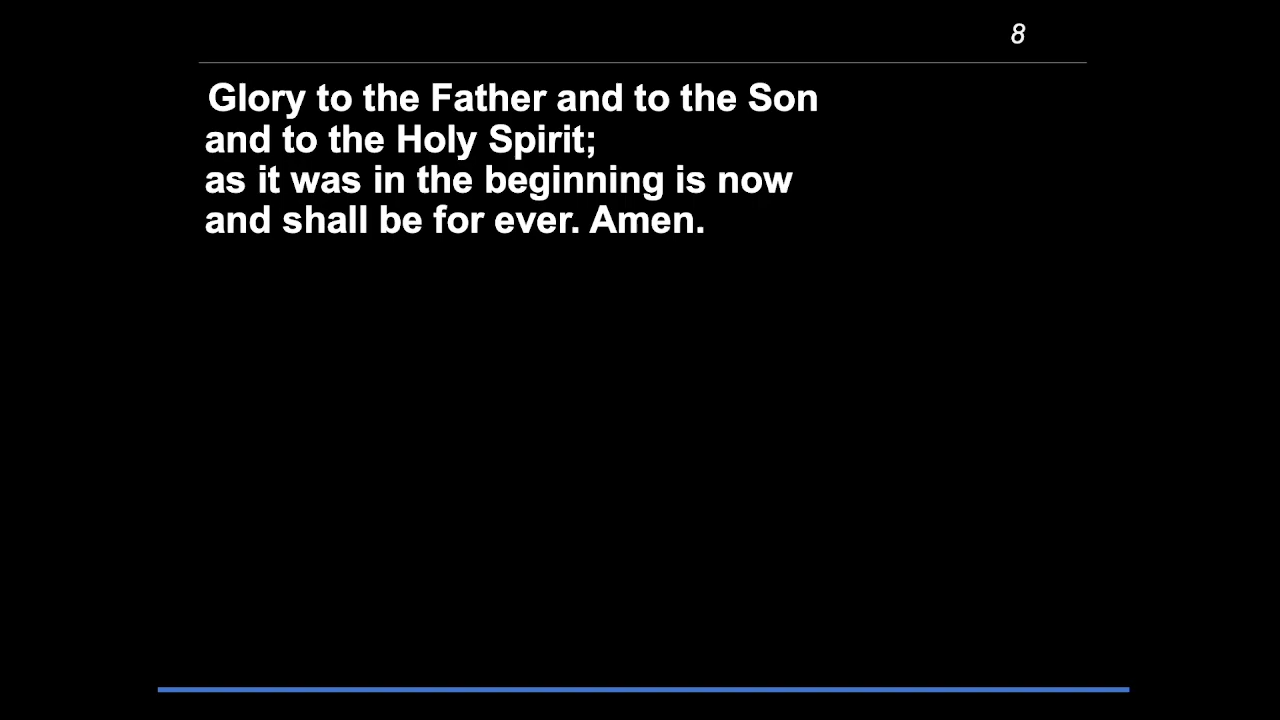 8
Glory to the Father and to the Son
and to the Holy Spirit;
as it was in the beginning is now
and shall be for ever. Amen.